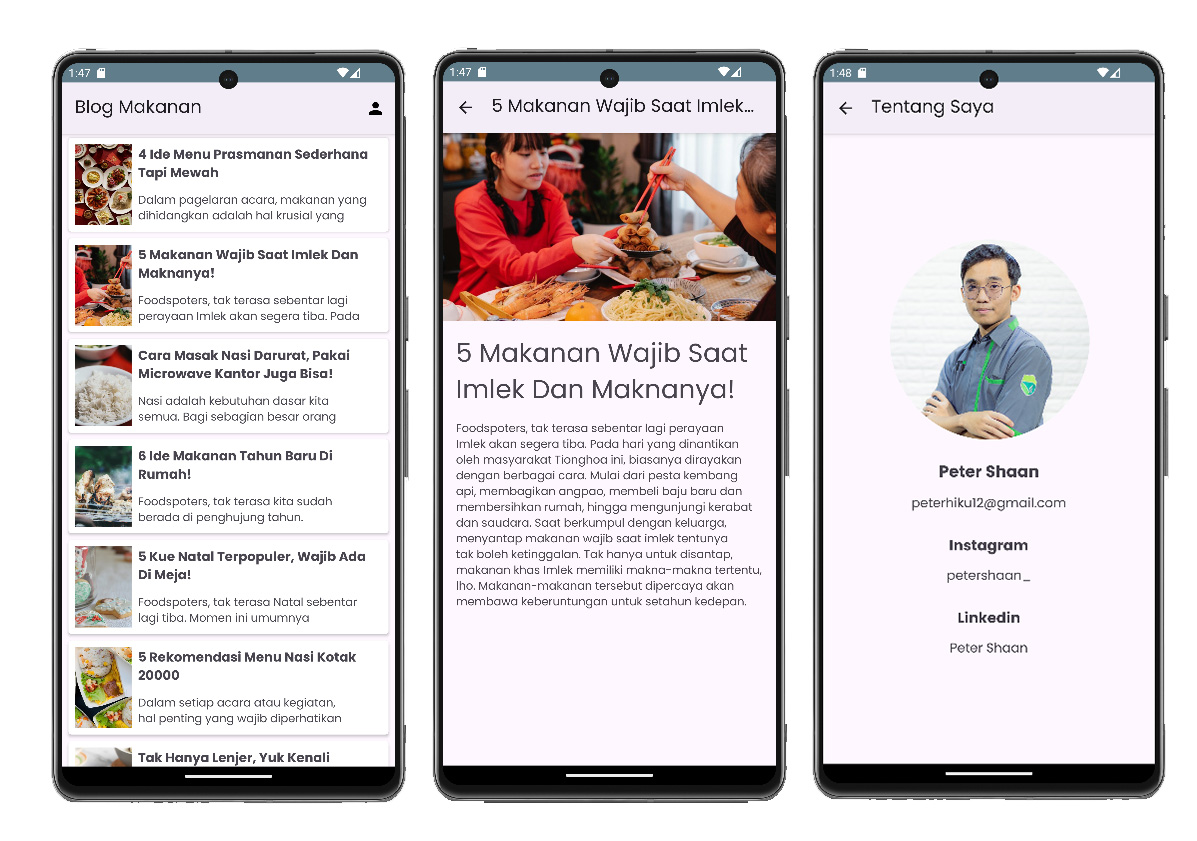 1:47
Blog Makanan
4 Ide Menu Prasmanan Sederhana
Tapi Mewah
Dalam pagelaran acara, makanan yang
dihidangkan adalah hal krusial yang
5 Makanan Wajib Saat Imlek Dan
Maknanya!
Foodspoters, tak terasa sebentar lagi
perayaan Imlek akan segera tiba. Pada
Cara Masak Nasi Darurat, Pakai
Microwave Kantor Juga Bisa!
Nasi adalah kebutuhan dasar kita
semua. Bagi sebagian besar orang
6 Ide Makanan Tahun Baru Di
Rumah!
Foodspoters, tak terasa kita sudah
berada di penghujung tahun.
5 Kue Natal Terpopuler, Wajib Ada
Di Meja!
Foodspoters, tak terasa Natal sebentar
lagi tiba. Momen ini umumnya
5 Rekomendasi Menu Nasi Kotak
20000
Dalam setiap acara atau kegiatan,
hal penting yang wajib diperhatikan
Tak Hanya Lenjer, Yuk Kenali
1:47
5 Makanan Wajib Saat Imlek...
5 Makanan Wajib Saat
Imlek Dan Maknanya!
Foodspoters, tak terasa sebentar lagi perayaan
Imlek akan segera tiba. Pada hari yang dinantikan
oleh masyarakat Tionghoa ini, biasanya dirayakan
dengan berbagai cara. Mulai dari pesta kembang
api, membagikan angpao, membeli baju baru dan
membersihkan rumah, hingga mengunjungi kerabat
dan saudara. Saat berkumpul dengan keluarga,
menyantap makanan wajib saat imlek tentunya
tak boleh ketinggalan. Tak hanya untuk disantap,
makanan khas Imlek memiliki makna-makna tertentu,
lho. Makanan-makanan tersebut dipercaya akan
membawa keberuntungan untuk setahun kedepan.
1:48
Tentang Saya
Peter Shaan
peterhiku12@gmail.com
Instagram
petershaan_
Linkedin
Peter Shaan